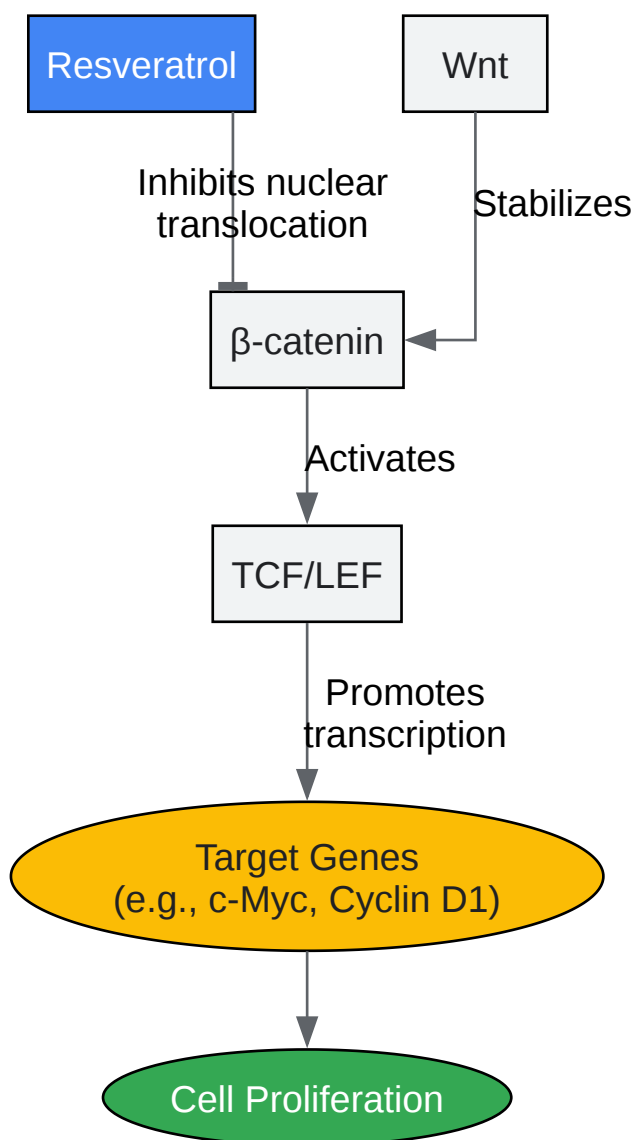 Resveratrol
Wnt
Inhibits nuclear
translocation
Stabilizes
β-catenin
Activates
TCF/LEF
Promotes
transcription
Target Genes
(e.g., c-Myc, Cyclin D1)
Cell Proliferation